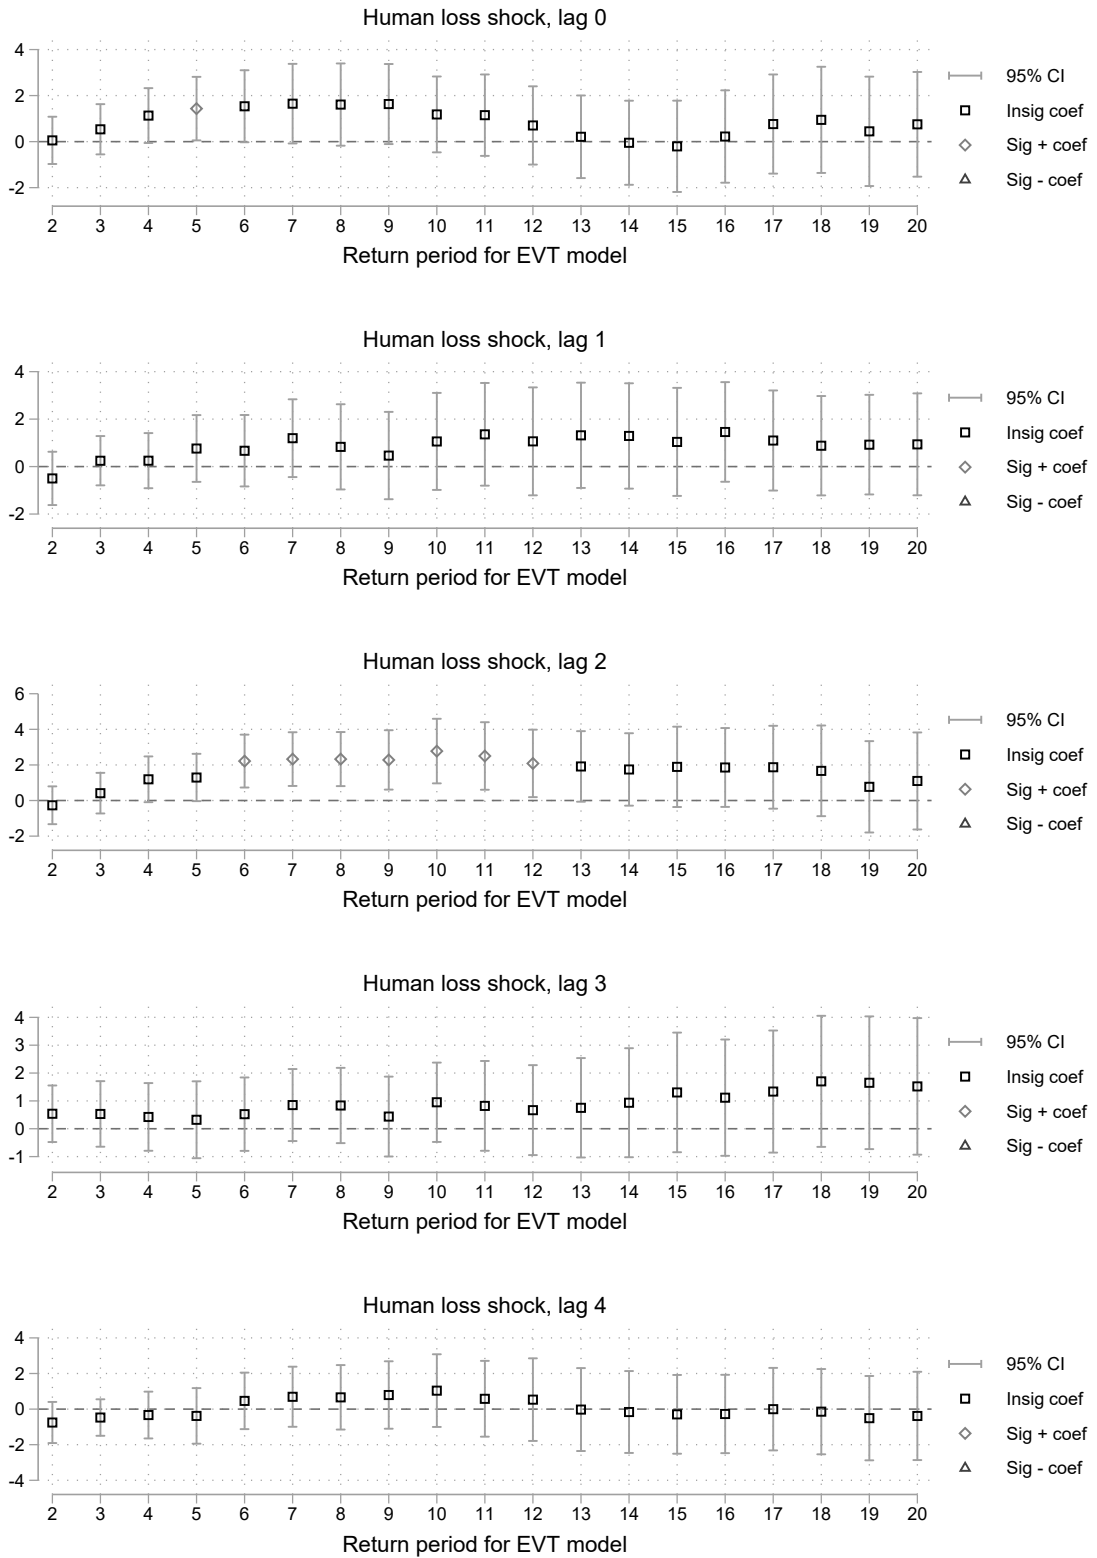 Human loss shock, lag 0
4
2
0
-2
2 3 4 5 6 7 8 9 10 11 12 13 14 15 16 17 18 19 20
Return period for EVT model
95% CI
Insig coef
Sig + coef
Sig - coef
Human loss shock, lag 1
4
2
0
-2
2 3 4 5 6 7 8 9 10 11 12 13 14 15 16 17 18 19 20
Return period for EVT model
95% CI
Insig coef
Sig + coef
Sig - coef
Human loss shock, lag 2
6
4
2
0
-2
2 3 4 5 6 7 8 9 10 11 12 13 14 15 16 17 18 19 20
Return period for EVT model
95% CI
Insig coef
Sig + coef
Sig - coef
Human loss shock, lag 3
4
3
2
1
0
-1
2 3 4 5 6 7 8 9 10 11 12 13 14 15 16 17 18 19 20
Return period for EVT model
95% CI
Insig coef
Sig + coef
Sig - coef
Human loss shock, lag 4
4
2
0
-2
-4
2 3 4 5 6 7 8 9 10 11 12 13 14 15 16 17 18 19 20
Return period for EVT model
95% CI
Insig coef
Sig + coef
Sig - coef